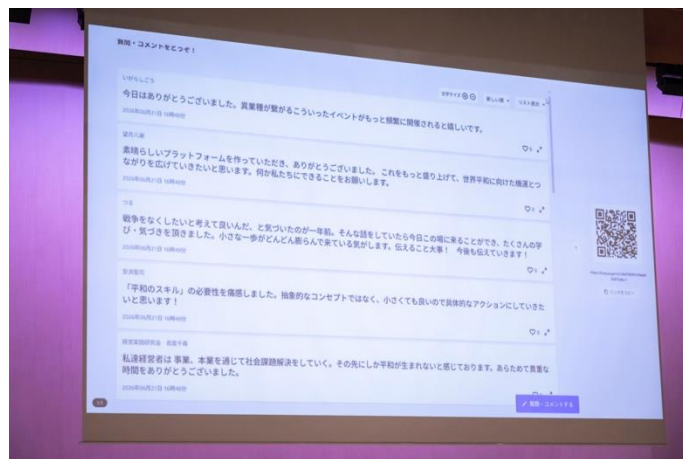 質問・コメントをどうぞ!
文字サイズ
新しい順
リスト表示
いがらしごう
今日はありがとうございました。異業種が繋がるこういったイベントがもっと頻繁に開催されると嬉しいです。
素晴らしいプラットフォームを作っていただき、ありがとうございました。これをもっと盛り上げて、世界平和に向けた機運とつ
ながりを広げていきたいと思います。何か私たちにできることをお願いします。
つる
戦争をなくしたいと考えて良いんだ、と気づいたのが一年前。そんな話をしていたら今日この場に来ることができ、たくさんの学
び・気づきを頂きました。小さな一歩がどんどん膨らんで来ている気がします。伝えること大事! 今後も伝えていきます!
「平和のスキル」の必要性を痛感しました。抽象的なコンセプトではなく、小さくても良いので具体的なアクションにしていきた
いと思います!
私達経営者は 事業、本業を通じて社会課題解決をしていく。その先にしか平和が生まれないと感じております。あらためて貴重な
時間をありがとうございました。
質問・コメントする